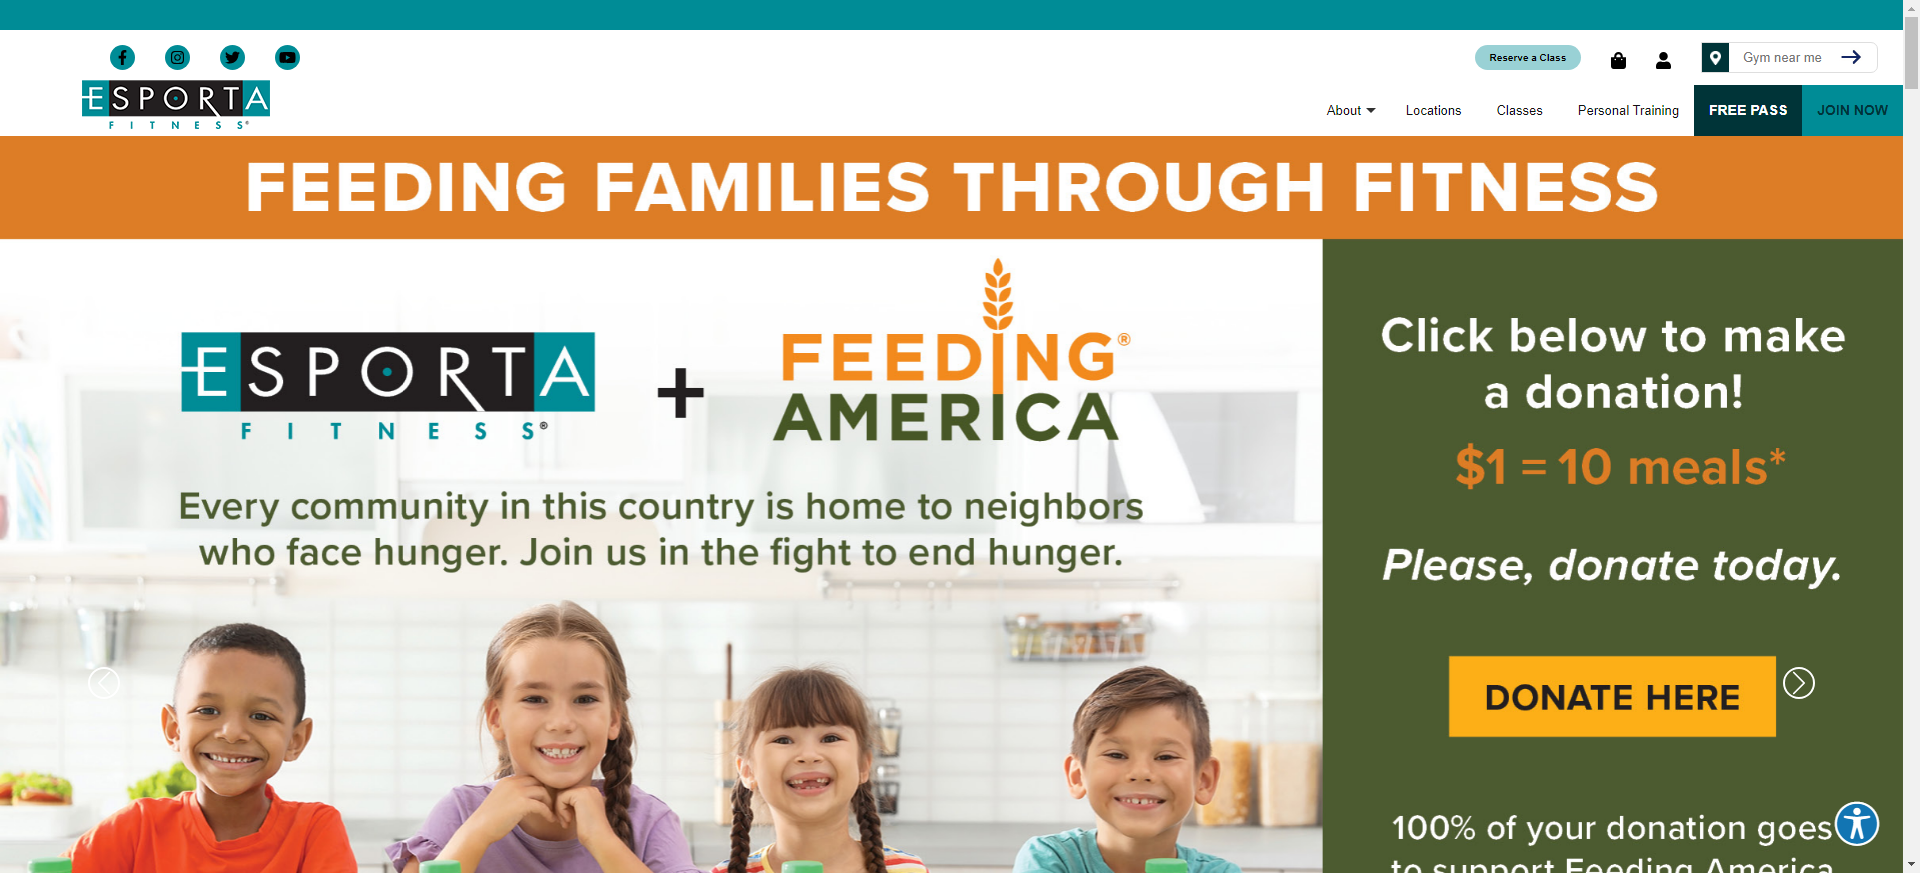 Reserve a Class
Gym near me
ESPORTA
FITNESS®
About
Locations
Classes
Personal Training
FREE PASS
JOIN NOW
FEEDING FAMILIES THROUGH FITNESS
ESPORTA
FITNESS®
+
FEEDING®
AMERICA
Every community in this country is home to neighbors
who face hunger. Join us in the fight to end hunger.
Click below to make
a donation!
$1 = 10 meals*
Please, donate today.
DONATE HERE
100% of your donation goes
to support Feeding America